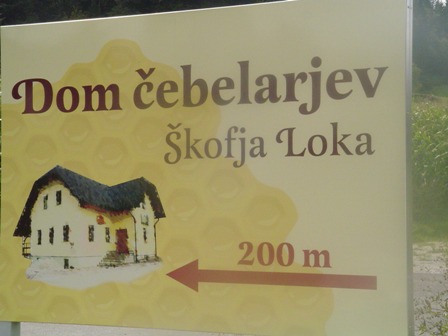 Dom čebelarjev
Škofja Loka
200 m